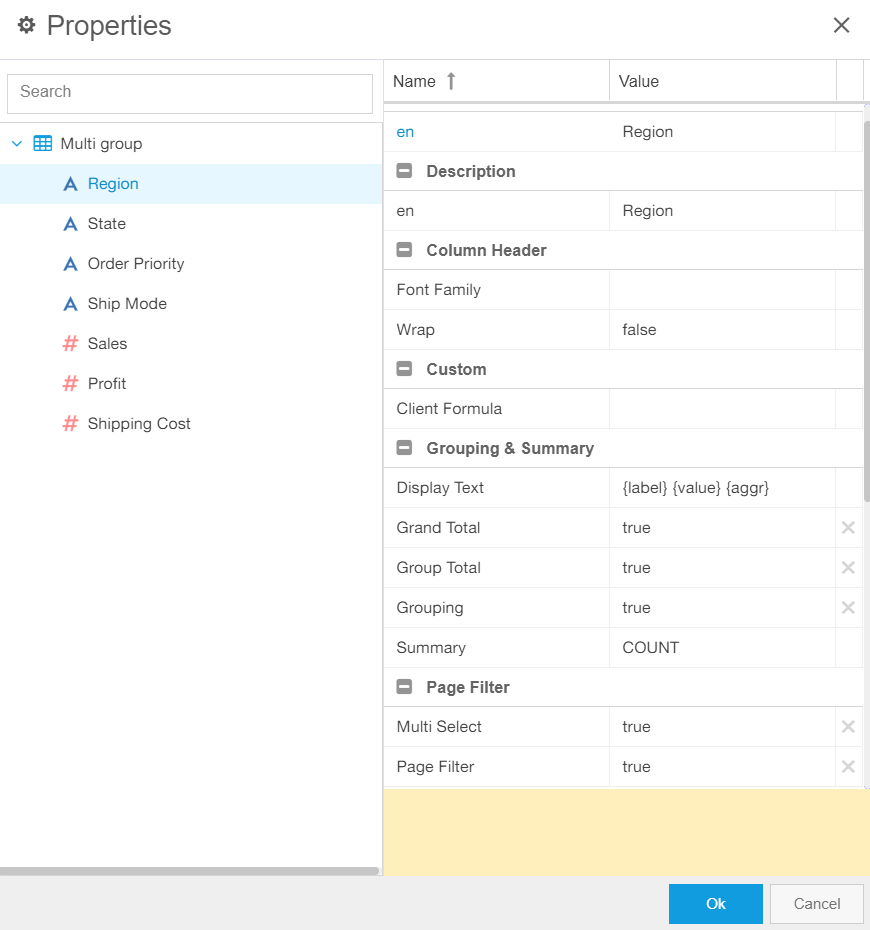 Properties
Search
Multi group
Region
State
Order Priority
Ship Mode
Sales
Profit
Shipping Cost
Name Value
en Region
Description
en Region
Column Header
Font Family
Wrap false
Custom
Client Formula
Grouping & Summary
Display Text {label} {value} {aggr}
Grand Total true
Group Total true
Grouping true
Summary COUNT
Page Filter
Multi Select true
Page Filter true
Ok Cancel